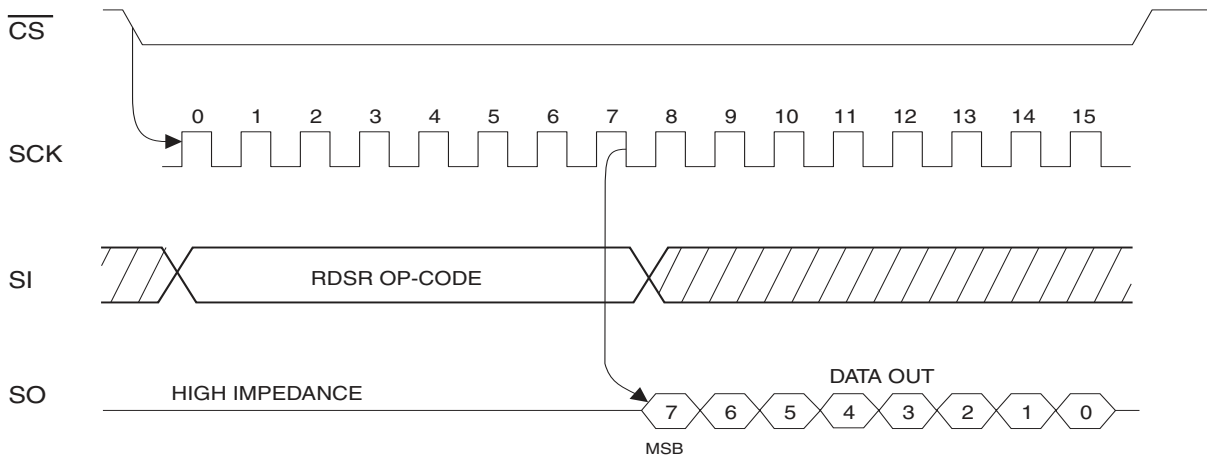 CS
0 1 2 3 4 5 6 7 8 9 10 11 12 13 14 15
SCK
SI
RDSR OP-CODE
SO
HIGH IMPEDANCE
DATA OUT
7 6 5 4 3 2 1 0
MSB